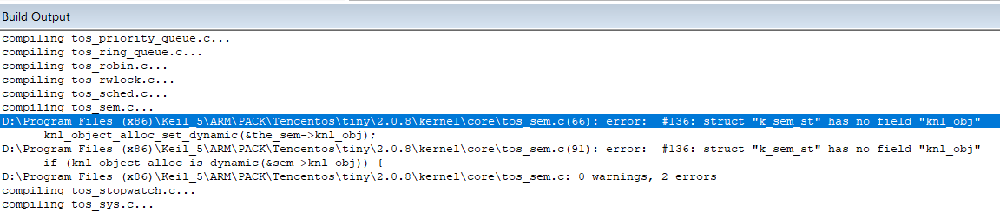 Build Output
compiling tos_priority_queue.c...
compiling tos_ring_queue.c...
compiling tos_robin.c...
compiling tos_rwlock.c...
compiling tos_sched.c...
compiling tos_sem.c...
D:\Program Files (x86)\Keil_5\ARM\PACK\Tencentos\tiny\2.0.8\kernel\core\tos_sem.c(66): error:  #136: struct "k_sem_st" has no field "knl_obj"
      knl_object_alloc_set_dynamic(&the_sem->knl_obj);
D:\Program Files (x86)\Keil_5\ARM\PACK\Tencentos\tiny\2.0.8\kernel\core\tos_sem.c(91): error:  #136: struct "k_sem_st" has no field "knl_obj"
      if (knl_object_alloc_is_dynamic(&sem->knl_obj)) {
D:\Program Files (x86)\Keil_5\ARM\PACK\Tencentos\tiny\2.0.8\kernel\core\tos_sem.c: 0 warnings, 2 errors
compiling tos_stopwatch.c...
compiling tos_sys.c...